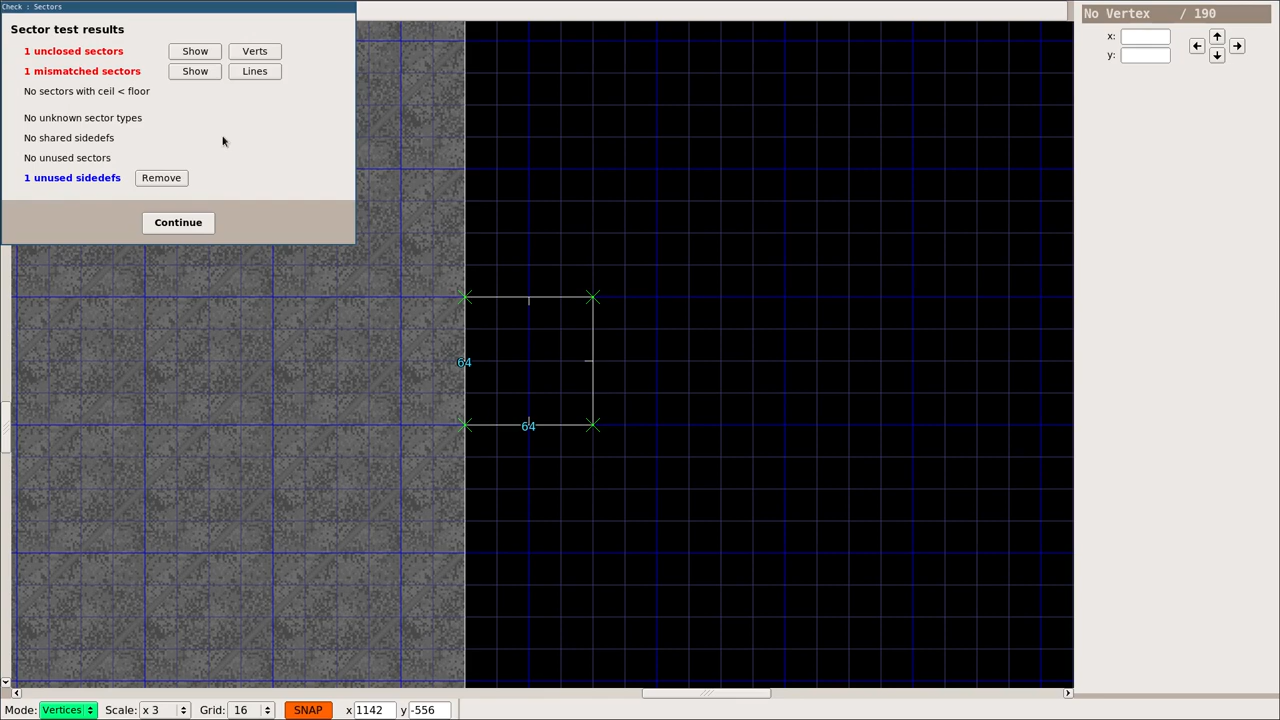 Check : Sectors
Sector test results
1 unclosed sectors Show Verts
1 mismatched sectors Show Lines
No sectors with ceil < floor
No unknown sector types
No shared sidedefs
No unused sectors
1 unused sidedefs Remove
Continue
No Vertex / 190
x:
y:
64
64
Mode: Vertices Scale: x 3 Grid: 16 SNAP x 1142 y -556